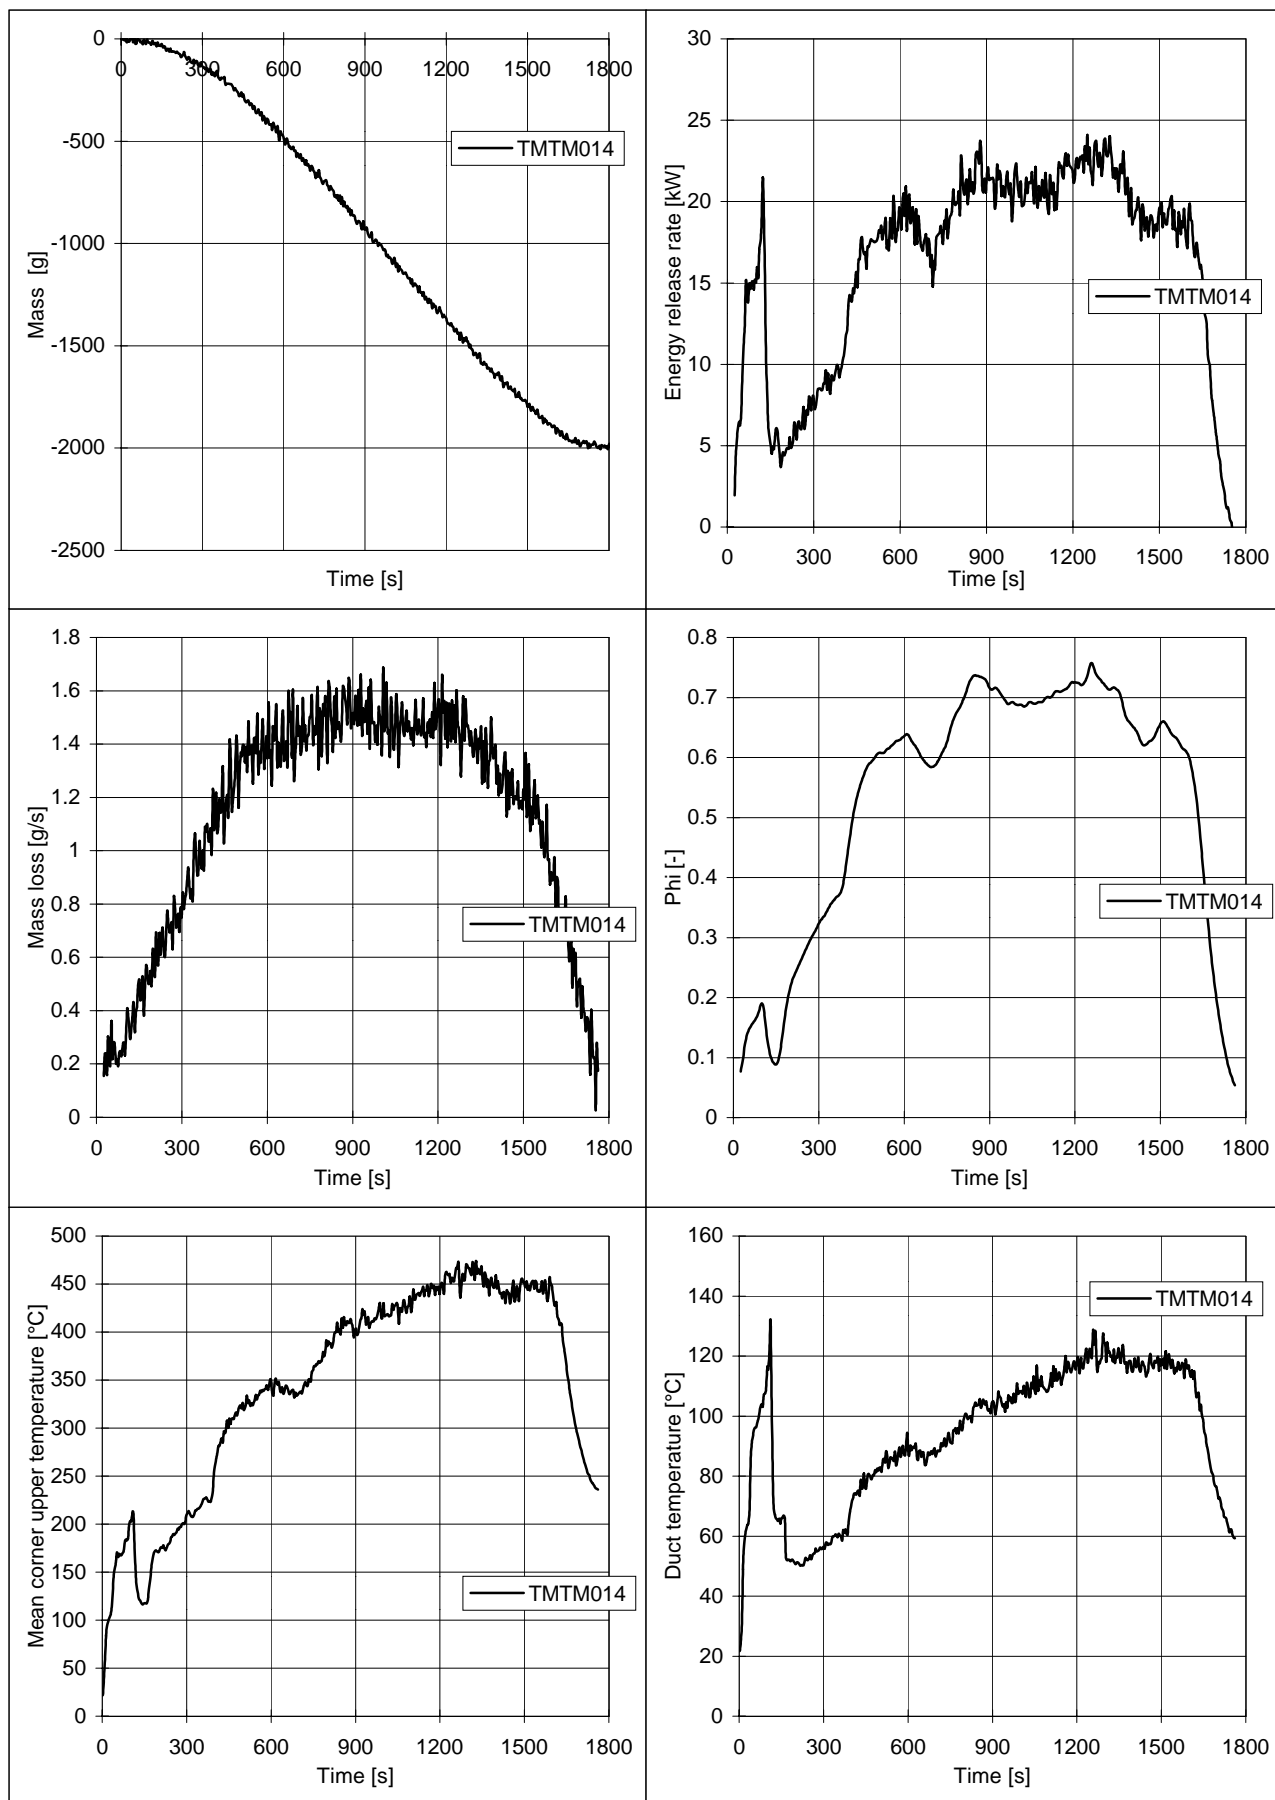 0
-500
-1000
-1500
-2000
-2500
0 300 600 900 1200 1500 1800
Mass [g]
Time [s]
TMTM014
30
25
20
15
10
5
0
0 300 600 900 1200 1500 1800
Energy release rate [kW]
Time [s]
TMTM014
1.8
1.6
1.4
1.2
1
0.8
0.6
0.4
0.2
0
0 300 600 900 1200 1500 1800
Mass loss [g/s]
Time [s]
TMTM014
0.8
0.7
0.6
0.5
0.4
0.3
0.2
0.1
0
0 300 600 900 1200 1500 1800
Phi [-]
Time [s]
TMTM014
500
450
400
350
300
250
200
150
100
50
0
0 300 600 900 1200 1500 1800
Mean corner upper temperature [°C]
Time [s]
TMTM014
160
140
120
100
80
60
40
20
0
0 300 600 900 1200 1500 1800
Duct temperature [°C]
Time [s]
TMTM014